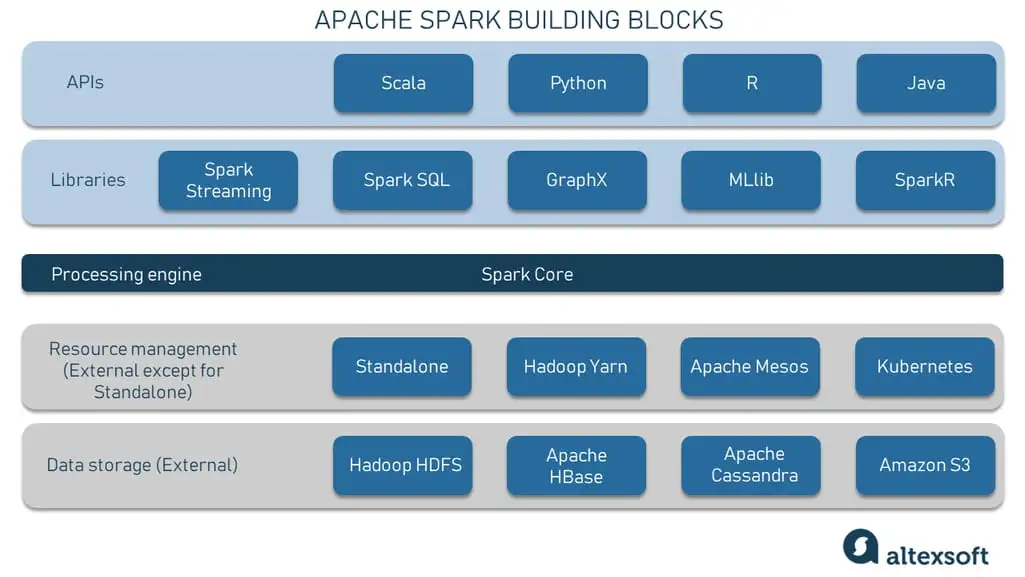 APACHE SPARK BUILDING BLOCKS
APIs
Scala
Python
R
Java
Libraries
Spark
Streaming
Spark SQL
GraphX
MLlib
SparkR
Processing engine
Spark Core
Resource management
(External except for
Standalone)
Standalone
Hadoop Yarn
Apache Mesos
Kubernetes
Data storage (External)
Hadoop HDFS
Apache
HBase
Apache
Cassandra
Amazon S3
altexsoft